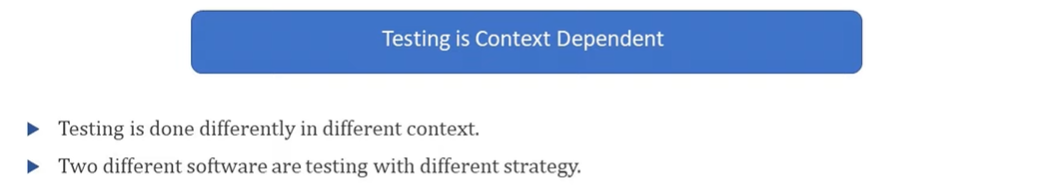 Testing is Context Dependent
Testing is done differently in different context.
Two different software are testing with different strategy.